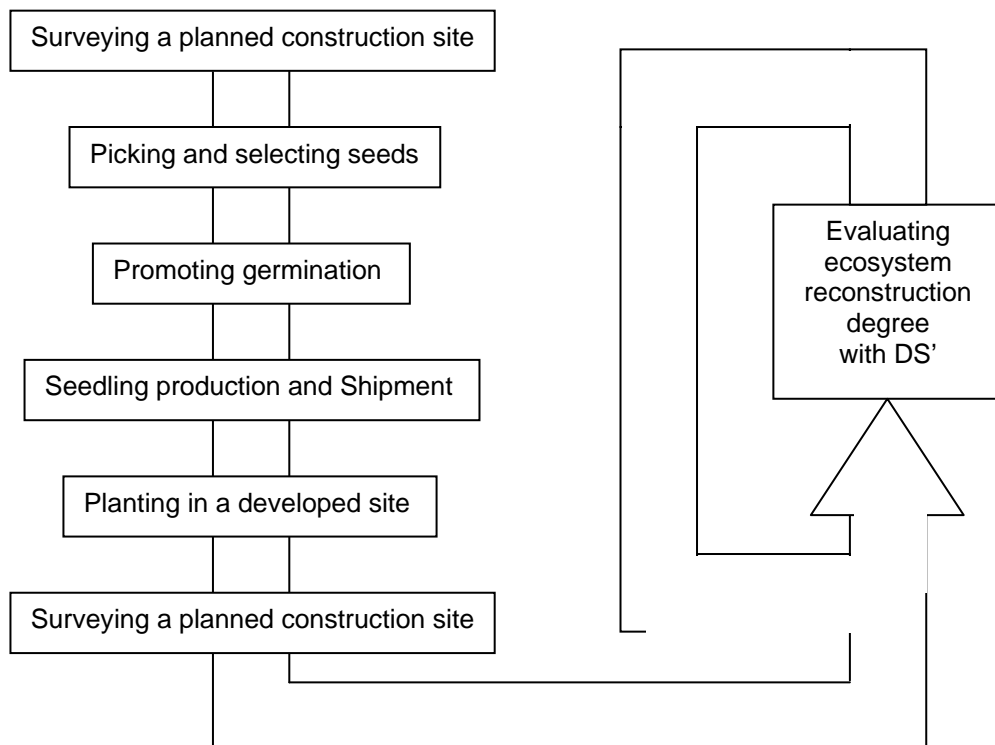 Surveying a planned construction site
Picking and selecting seeds
Promoting germination
Seedling production and Shipment
Planting in a developed site
Surveying a planned construction site
Evaluating
ecosystem
reconstruction
degree
with DS’